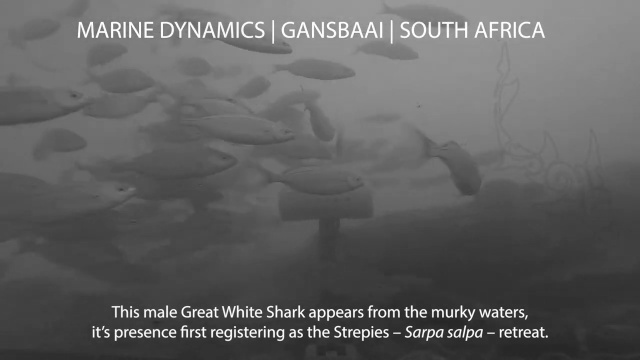 MARINE DYNAMICS | GANSBAAI | SOUTH AFRICA
This male Great White Shark appears from the murky waters,
it's presence first registering as the Strepies – Sarpa salpa – retreat.